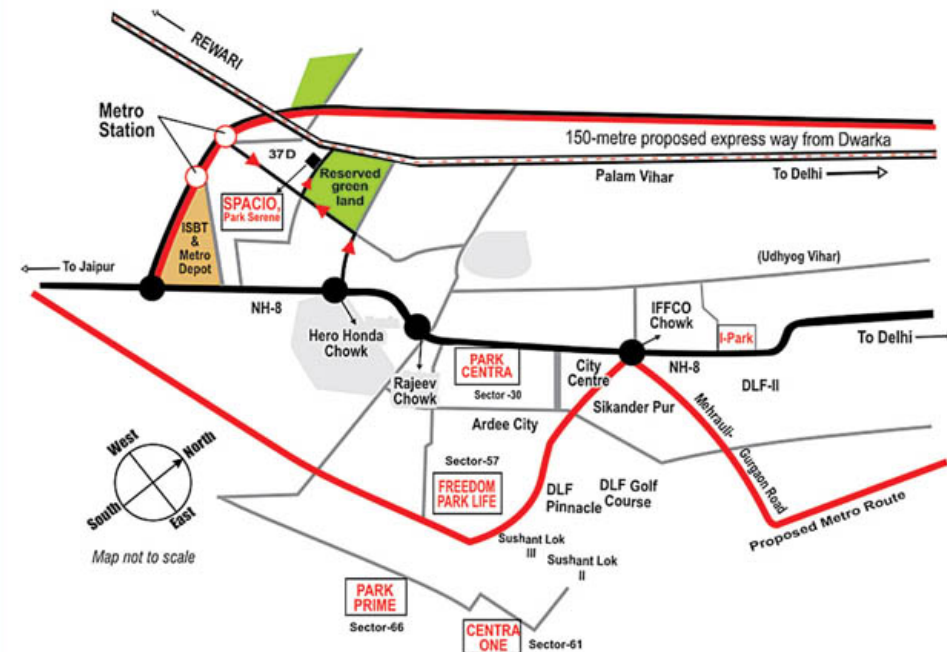 REWARI
Metro
Station
150-metre proposed express way from Dwarka
37 D
Reserved
green
land
Palam Vihar
To Delhi
SPACIO,
Park Serene
ISBT
&
Metro
Depot
To Jaipur
(Udhyog Vihar)
NH-8
Hero Honda
Chowk
IFFCO
Chowk
I-Park
To Delhi
PARK
CENTRA
Sector -30
Rajeev
Chowk
City
Centre
NH-8
DLF-II
Sikander Pur
Ardee City
Mehrauli-
Gurgaon Road
West
North
South
East
Map not to scale
Sector-57
FREEDOM
PARK LIFE
DLF
Pinnacle
DLF Golf
Course
Proposed Metro Route
Sushant Lok
III
Sushant Lok
II
PARK
PRIME
Sector-66
CENTRA
ONE
Sector-61